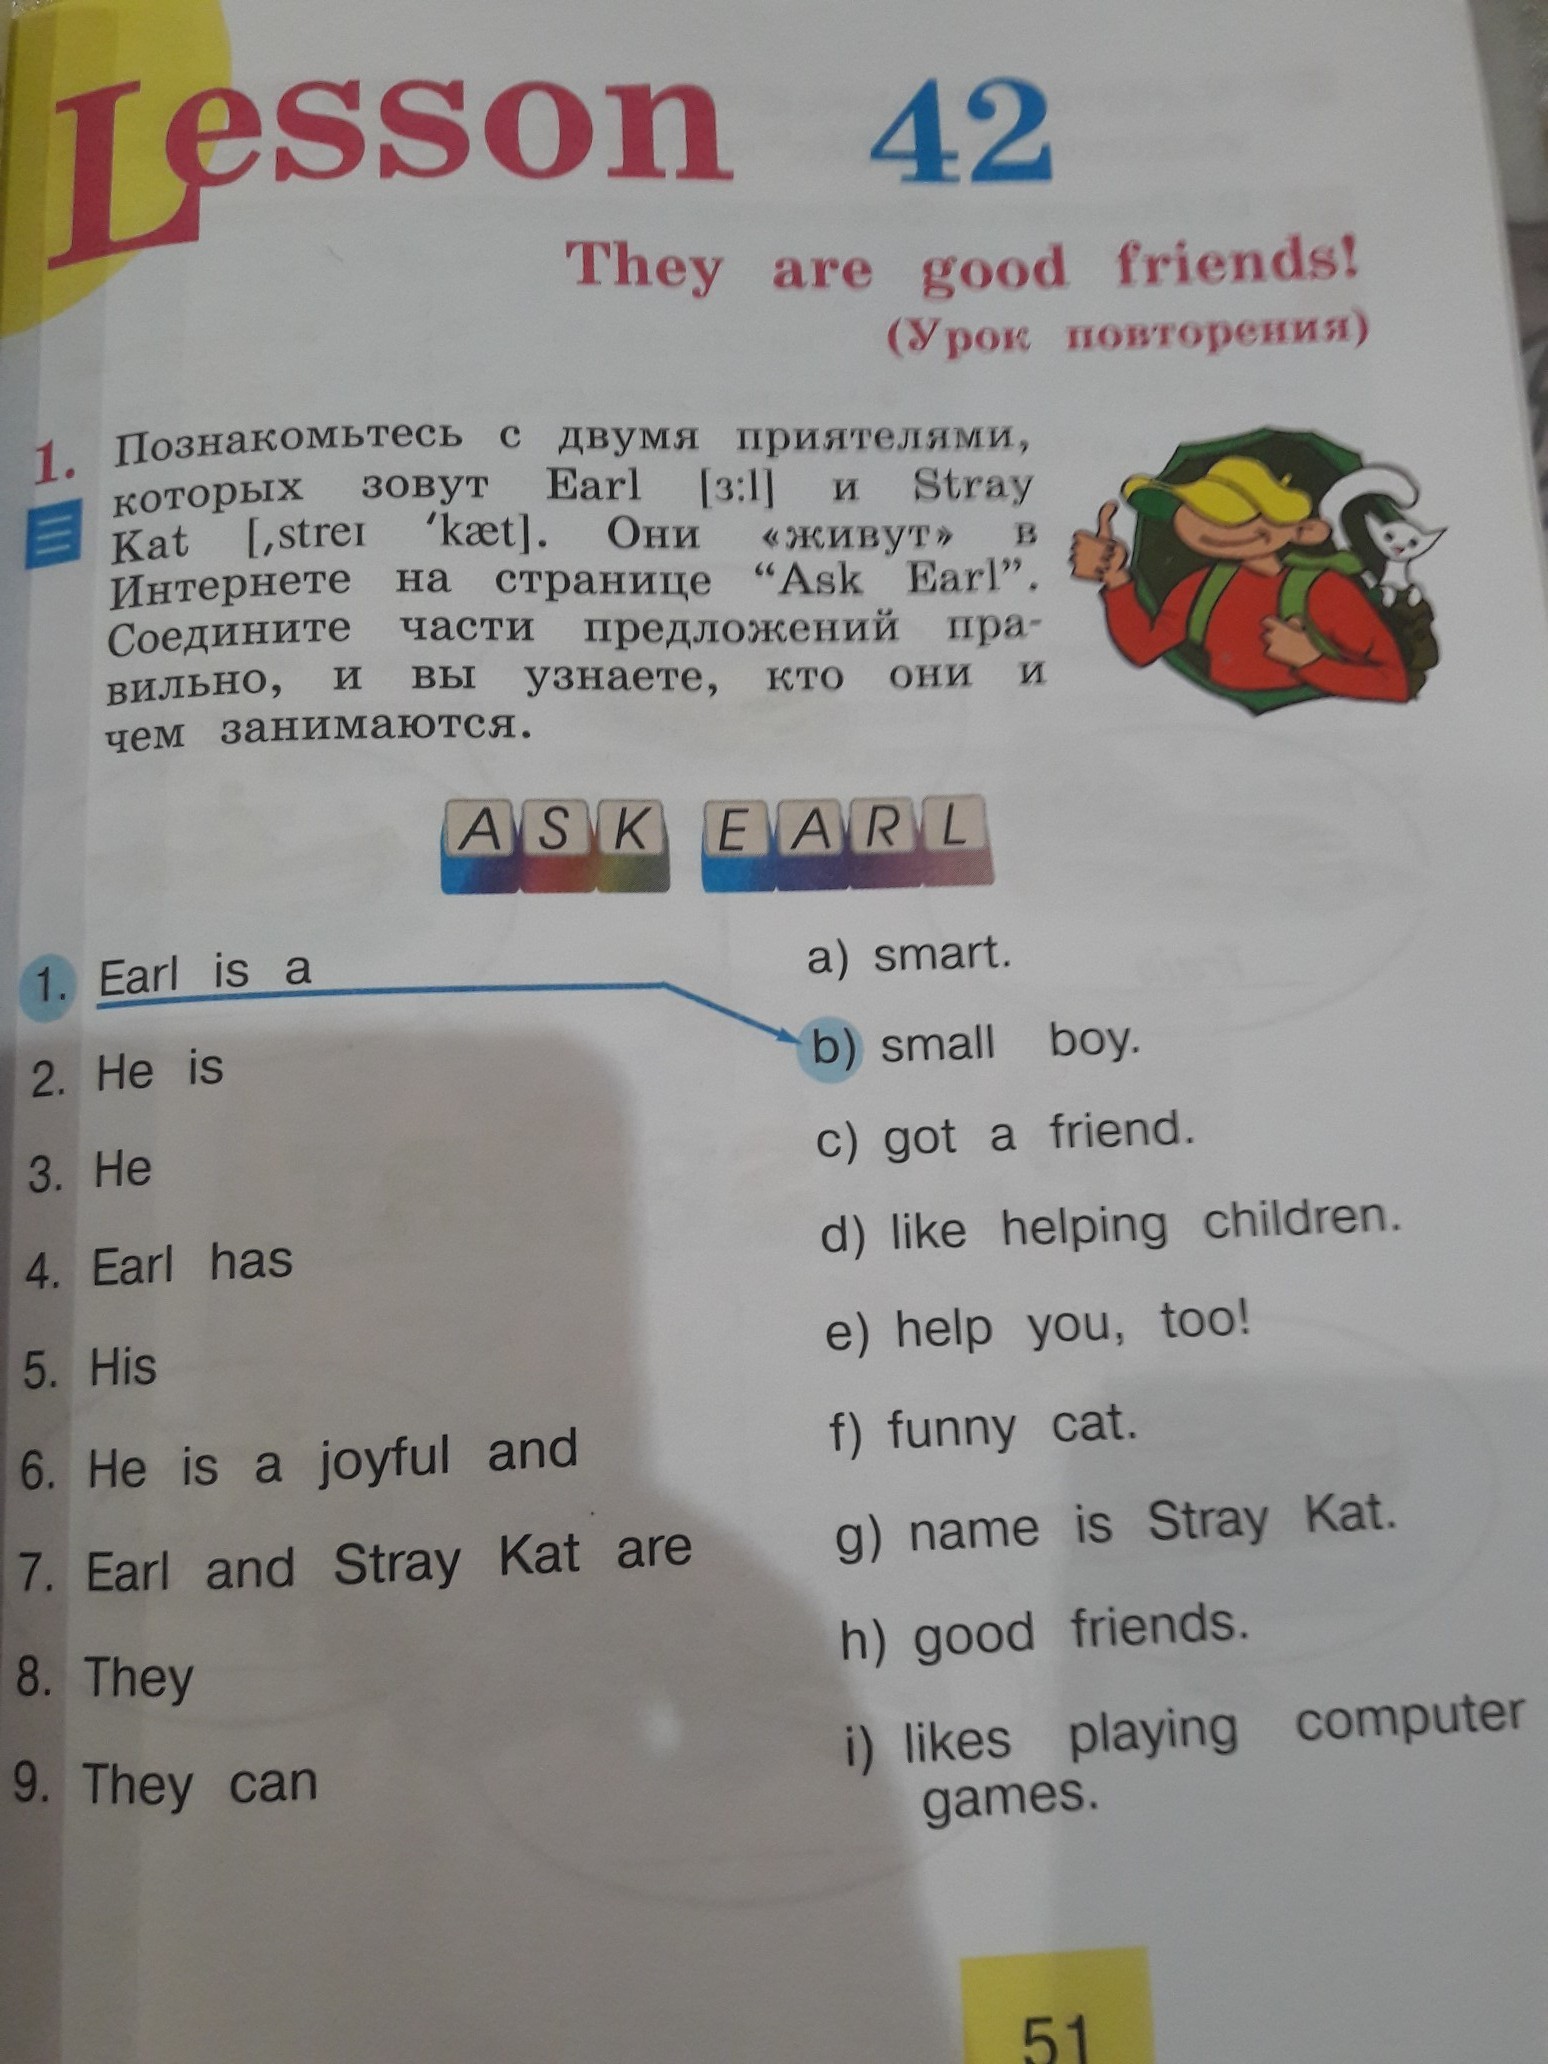 Lesson 42
They are good friends!
(Урок повторения)
1. Познакомьтесь с двумя приятелями,
которых зовут Earl [ɜ:l] и Stray
Kat [ˌstreɪ ˈkæt]. Они «живут» в
Интернете на странице “Ask Earl”.
Соедините части предложений пра-
вильно, и вы узнаете, кто они и
чем занимаются.
ASK EARL
1. Earl is a
2. He is
3. He
4. Earl has
5. His
6. He is a joyful and
7. Earl and Stray Kat are
8. They
9. They can
a) smart.
b) small boy.
c) got a friend.
d) like helping children.
e) help you, too!
f) funny cat.
g) name is Stray Kat.
h) good friends.
i) likes playing computer
games.
51